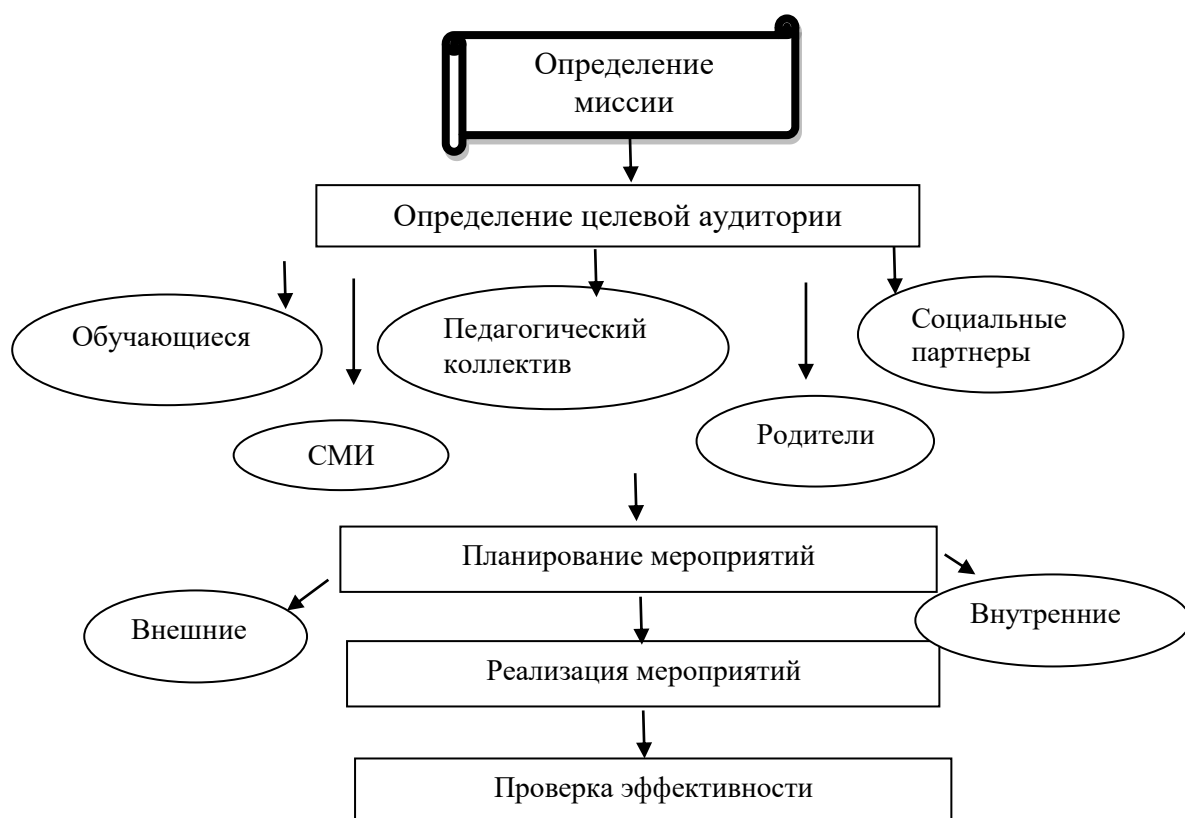 Определение
миссии
Определение целевой аудитории
Обучающиеся
Педагогический
коллектив
Социальные
партнеры
СМИ
Родители
Планирование мероприятий
Внешние
Внутренние
Реализация мероприятий
Проверка эффективности